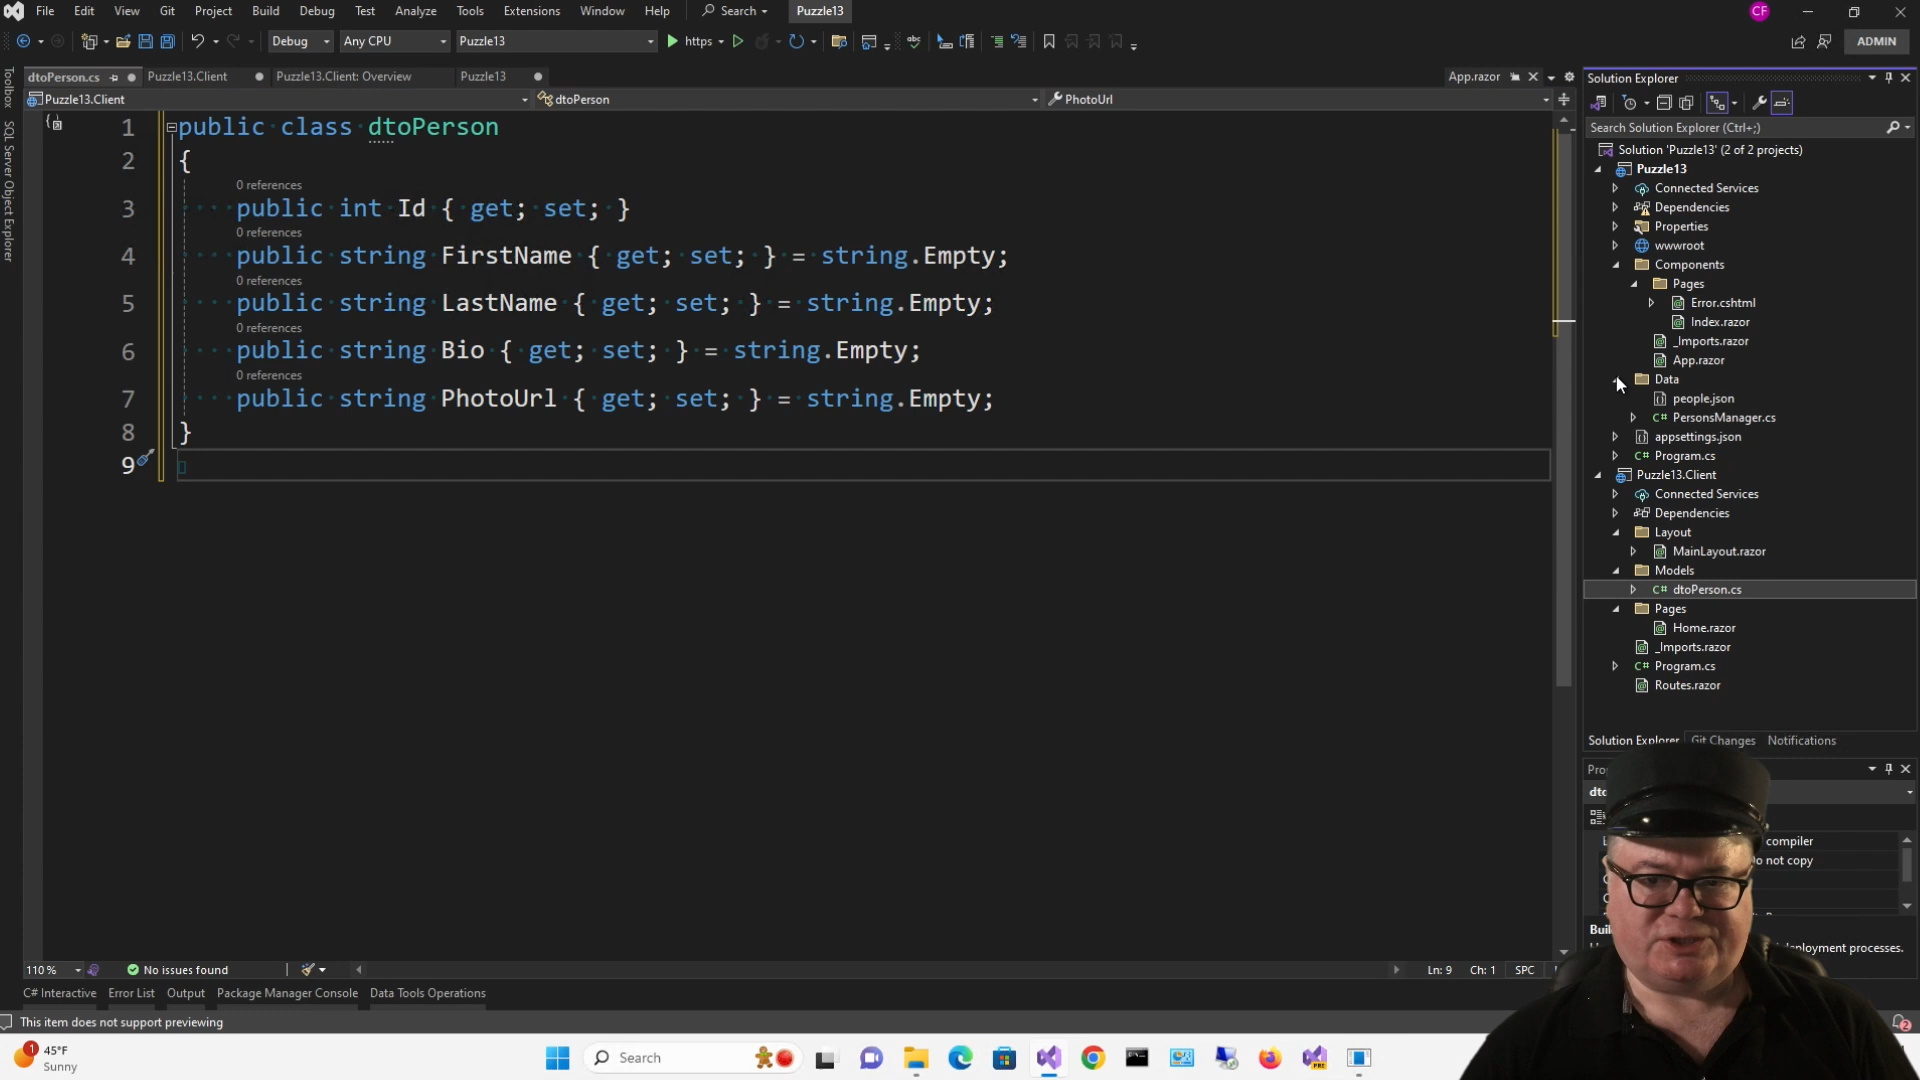 File Edit View Git Project Build Debug Test Analyze Tools Extensions Window Help Search Puzzle13 CF
Debug Any CPU Puzzle13 https ADMIN
dtoPerson.cs Puzzle13.Client Puzzle13.Client: Overview Puzzle13 App.razor
Puzzle13.Client dtoPerson PhotoUrl
Toolbox
SQL Server Object Explorer
1 public class dtoPerson
2 {
0 references
3 public int Id { get; set; }
0 references
4 public string FirstName { get; set; } = string.Empty;
0 references
5 public string LastName { get; set; } = string.Empty;
0 references
6 public string Bio { get; set; } = string.Empty;
0 references
7 public string PhotoUrl { get; set; } = string.Empty;
8 }
9
Solution Explorer
Search Solution Explorer (Ctrl+;)
Solution 'Puzzle13' (2 of 2 projects)
Puzzle13
Connected Services
Dependencies
Properties
wwwroot
Components
Pages
Error.cshtml
Index.razor
_Imports.razor
App.razor
Data
people.json
C# PersonsManager.cs
appsettings.json
C# Program.cs
Puzzle13.Client
Connected Services
Dependencies
Layout
MainLayout.razor
Models
C# dtoPerson.cs
Pages
Home.razor
_Imports.razor
C# Program.cs
Routes.razor
Solution Explorer Git Changes Notifications
compiler
deployment processes.
110 % No issues found Ln: 9 Ch: 1 SPC
C# Interactive Error List Output Package Manager Console Data Tools Operations
This item does not support previewing
1 45°F
Sunny
Search
PRE
2